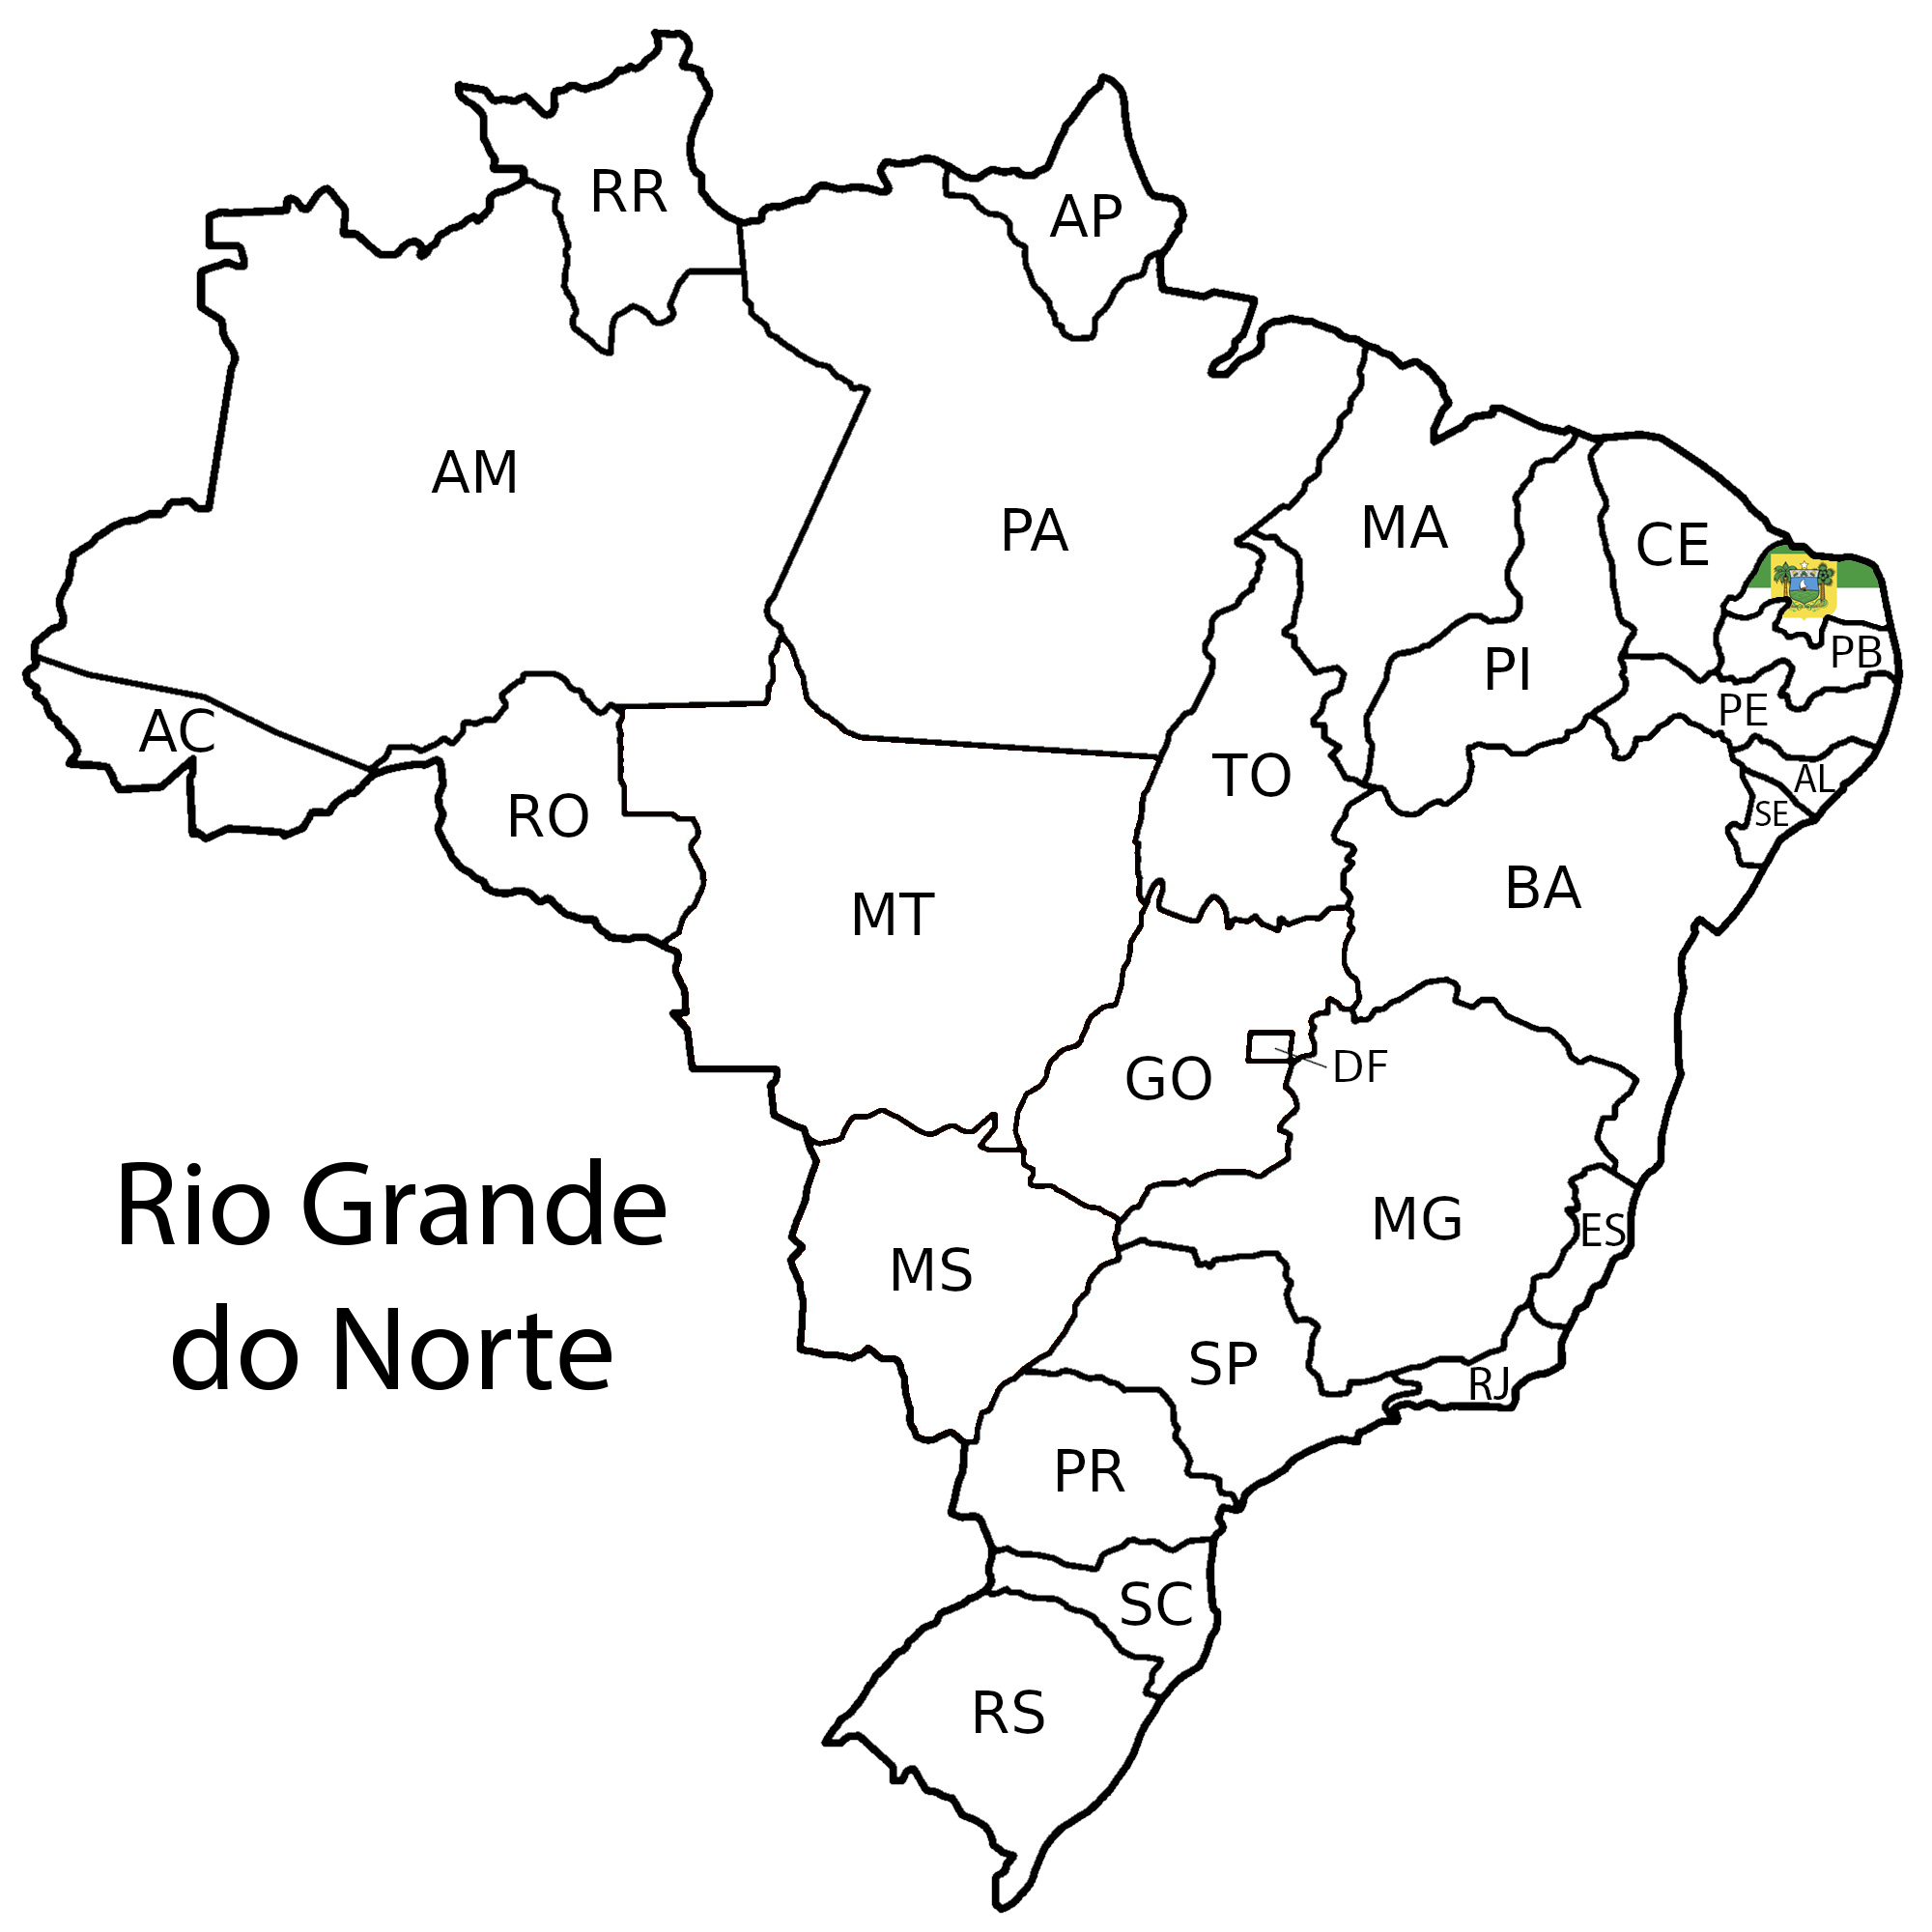 RR
AP
AM
PA
MA
CE
PB
PI
PE
AC
TO
AL
RO
SE
BA
MT
DF
GO
Rio Grande
do Norte
MG
ES
MS
SP
RJ
PR
SC
RS